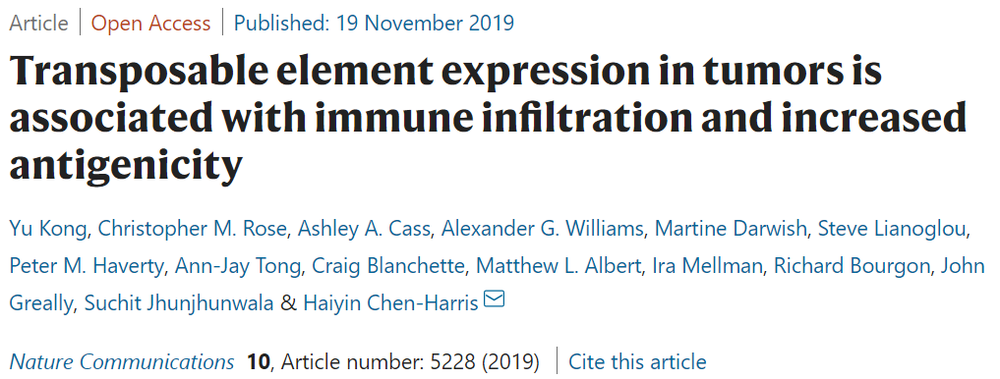 Article | Open Access | Published: 19 November 2019
Transposable element expression in tumors is
associated with immune infiltration and increased
antigenicity
Yu Kong, Christopher M. Rose, Ashley A. Cass, Alexander G. Williams, Martine Darwish, Steve Lianoglou,
Peter M. Haverty, Ann-Jay Tong, Craig Blanchette, Matthew L. Albert, Ira Mellman, Richard Bourgon, John
Greally, Suchit Jhunjhunwala & Haiyin Chen-Harris
Nature Communications 10, Article number: 5228 (2019) | Cite this article